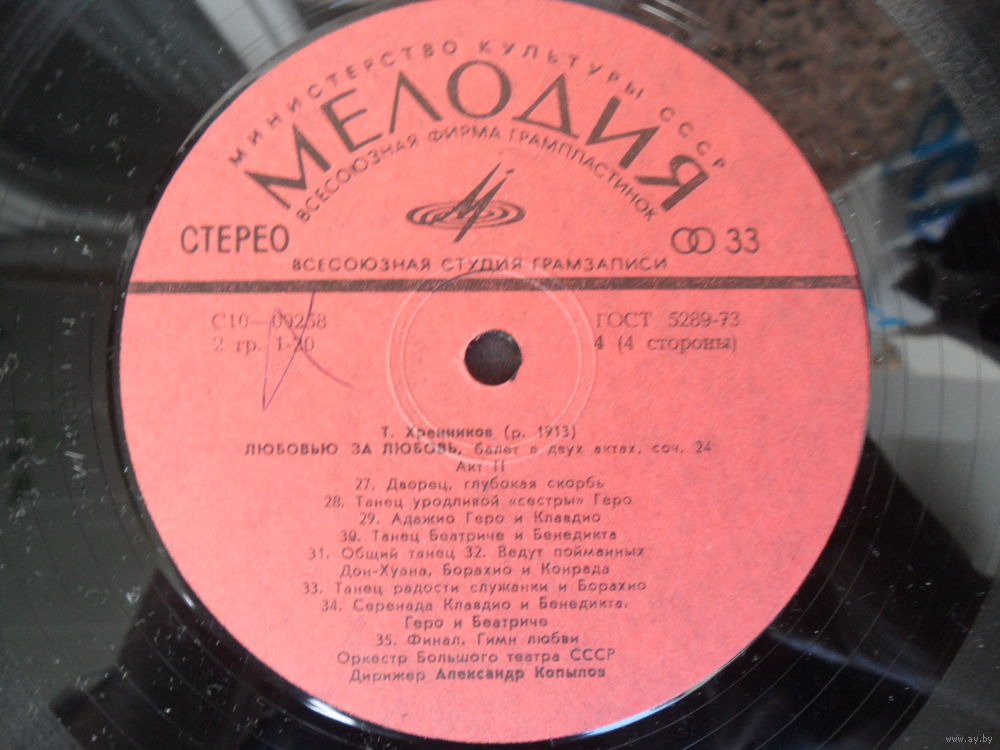 МИНИСТЕРСТВО КУЛЬТУРЫ СССР
МЕЛОДИЯ
ВСЕСОЮЗНАЯ ФИРМА ГРАМПЛАСТИНОК
СТЕРЕО
33
ВСЕСОЮЗНАЯ СТУДИЯ ГРАМЗАПИСИ
С10—09258
ГОСТ 5289-73
2 гр. 1-20
4 (4 стороны)
Т. Хренников (р. 1913)
ЛЮБОВЬЮ ЗА ЛЮБОВЬ, балет в двух актах, соч. 24
Акт II
27. Дворец, глубокая скорбь
28. Танец уродливой «сестры» Геро
29. Адажио Геро и Клавдио
30. Танец Беатриче и Бенедикта
31. Общий танец 32. Ведут пойманных
Дон-Хуана, Борахио и Конрада
33. Танец радости служанки и Борахио
34. Серенада Клавдио и Бенедикта,
Геро и Беатриче
35. Финал. Гимн любви
Оркестр Большого театра СССР
Дирижер Александр Копылов
www.ay.by